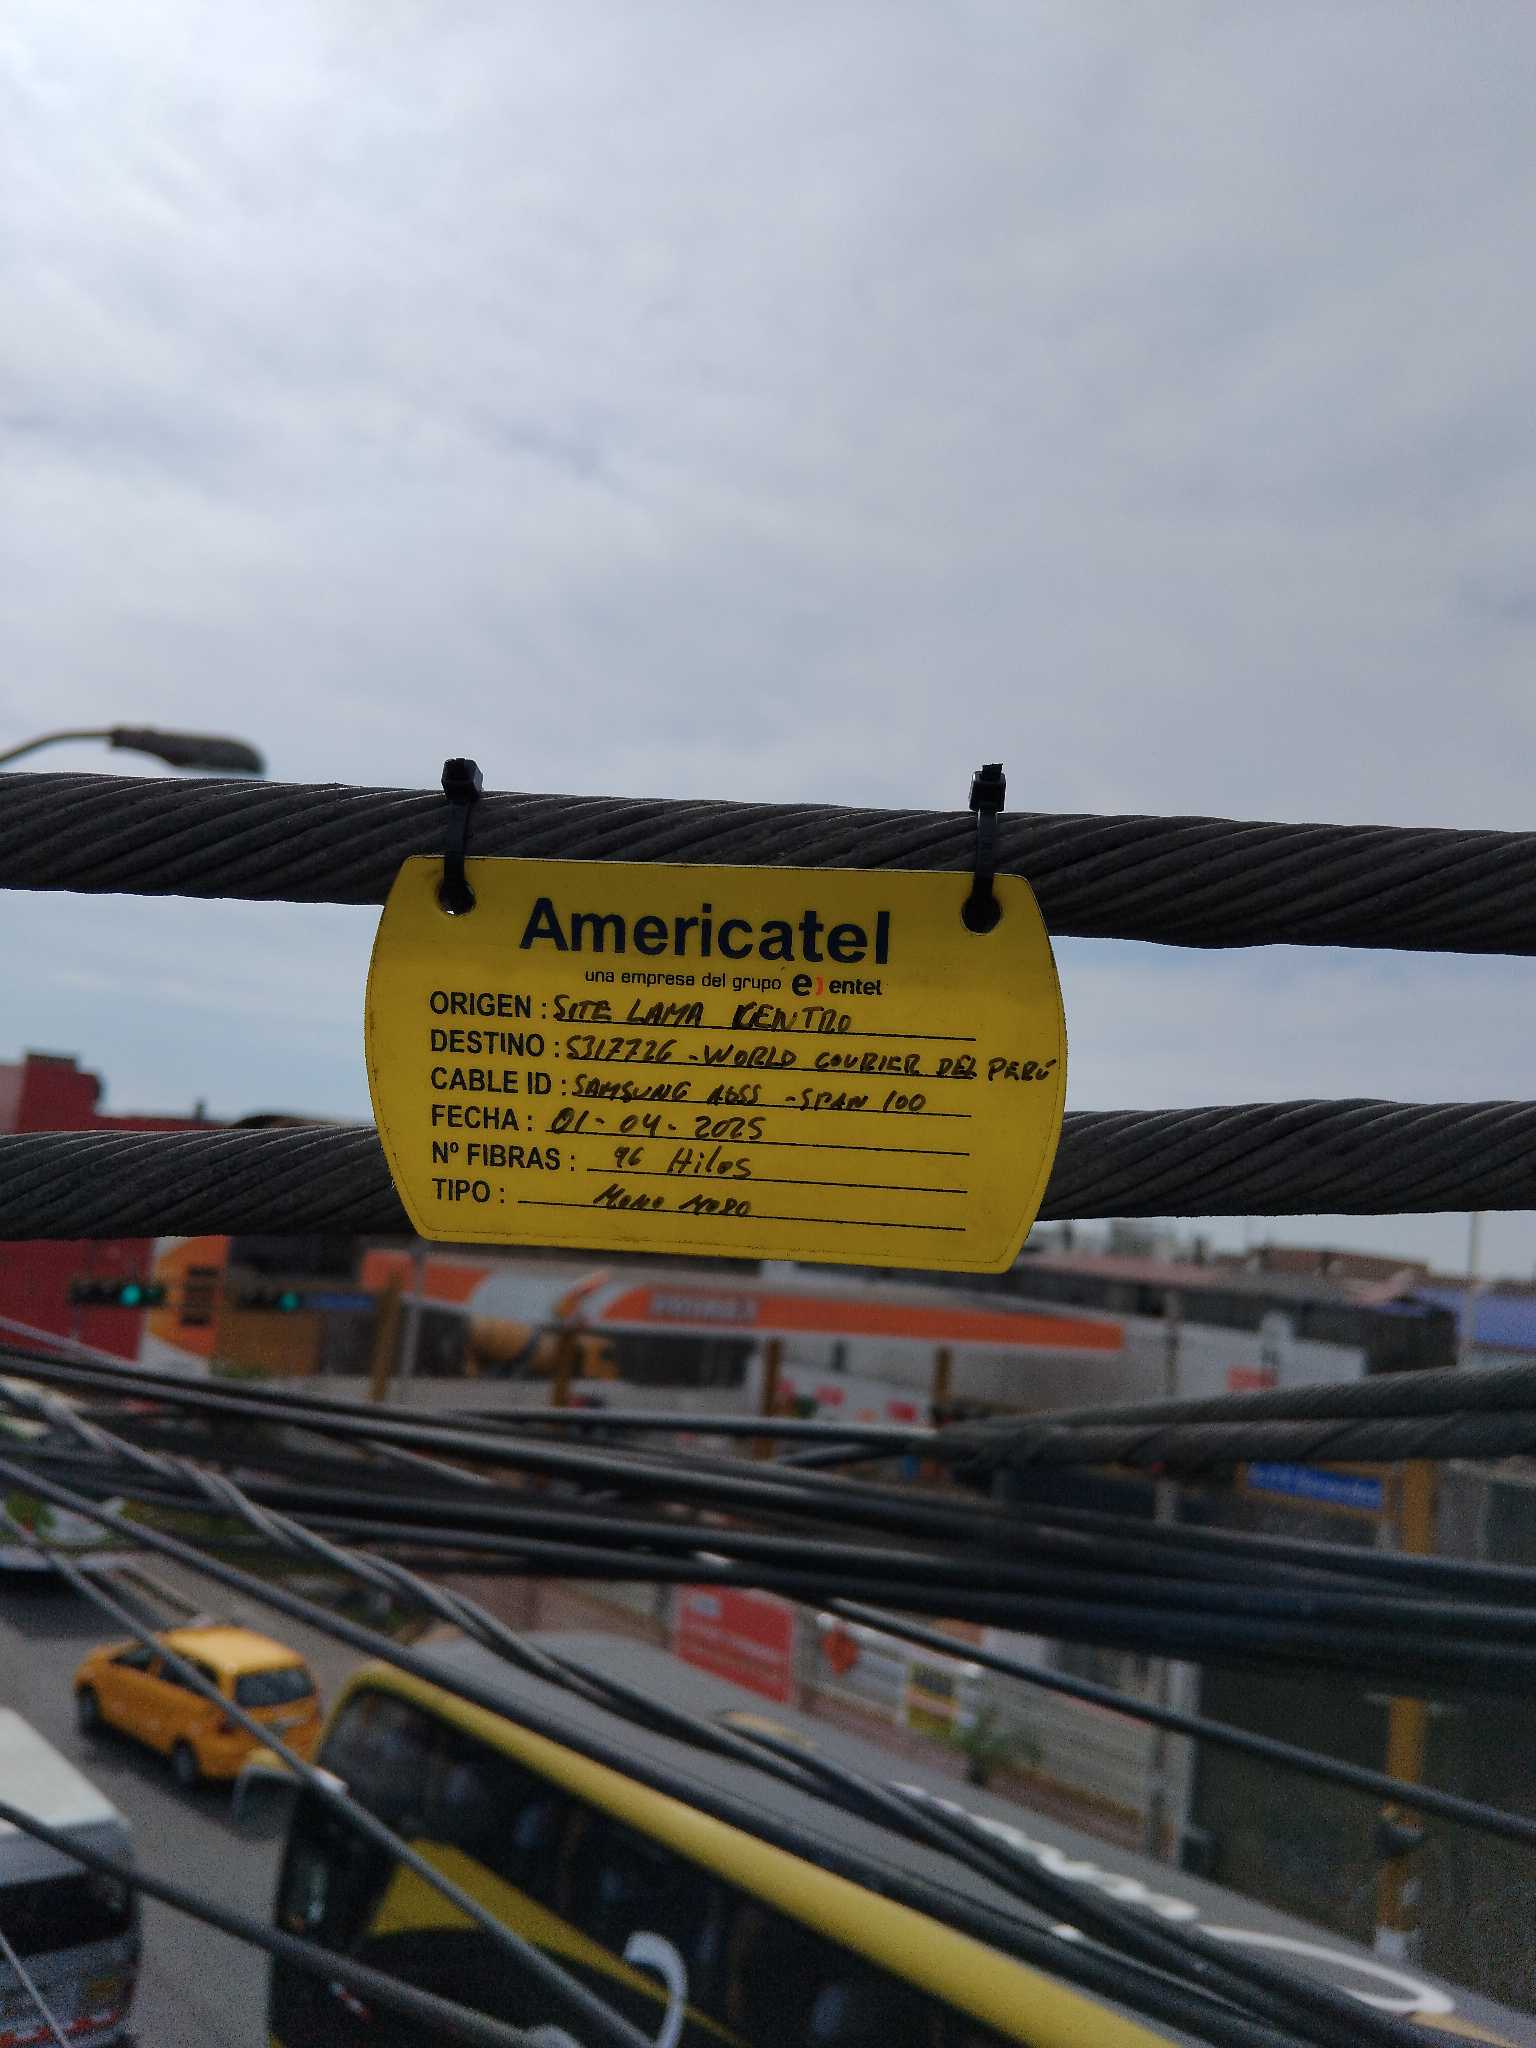 Americatel
una empresa del grupo e) entel
ORIGEN : SITE LAMA CENTRO
DESTINO : S317726 - WORLD COURIER DEL PERÚ
CABLE ID : SAMSUNG ADSS - SPAN 100
FECHA : 01 - 04 - 2025
Nº FIBRAS : 96 Hilos
TIPO : MONO MODO